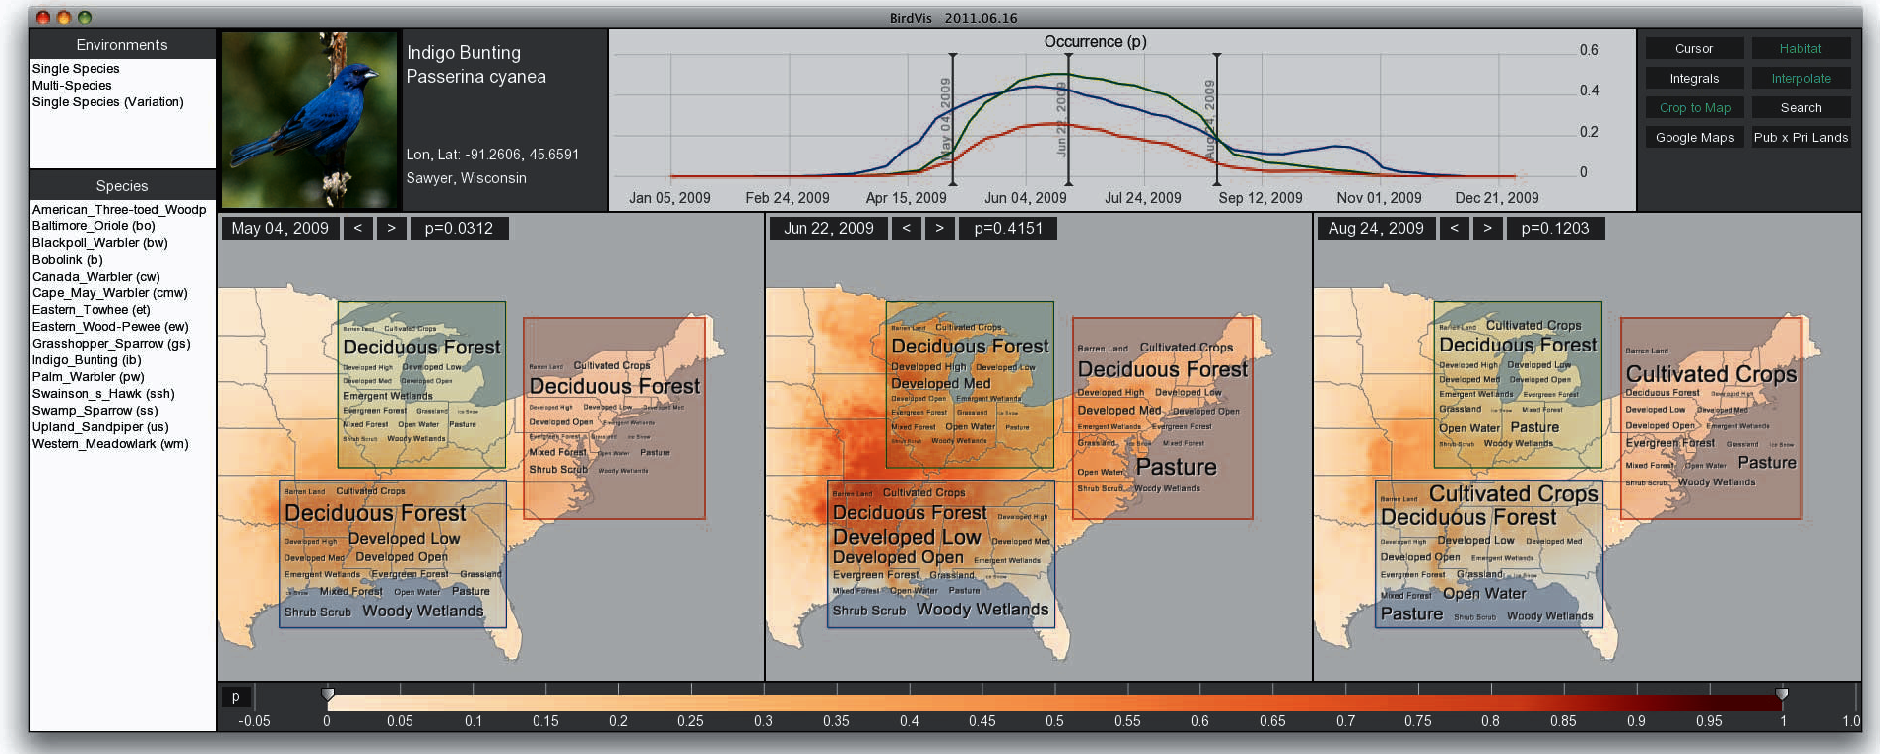 BirdVis 2011.06.16
Environments
Single Species
Multi-Species
Single Species (Variation)
Species
American_Three-toed_Woodp
Baltimore_Oriole (bo)
Blackpoll_Warbler (bw)
Bobolink (b)
Canada_Warbler (cw)
Cape_May_Warbler (cmw)
Eastern_Towhee (et)
Eastern_Wood-Pewee (ew)
Grasshopper_Sparrow (gs)
Indigo_Bunting (ib)
Palm_Warbler (pw)
Swainson_s_Hawk (ssh)
Swamp_Sparrow (ss)
Upland_Sandpiper (us)
Western_Meadowlark (wm)
Indigo Bunting
Passerina cyanea
Lon, Lat: -91.2606, 45.6591
Sawyer, Wisconsin
Occurrence (p)
0.6
0.4
0.2
0
May 04, 2009
Jun 22, 2009
Aug 24, 2009
Jan 05, 2009 Feb 24, 2009 Apr 15, 2009 Jun 04, 2009 Jul 24, 2009 Sep 12, 2009 Nov 01, 2009 Dec 21, 2009
Cursor Habitat
Integrals Interpolate
Crop to Map Search
Google Maps Pub x Pri Lands
May 04, 2009 < > p=0.0312
Barren Land Cultivated Crops
Deciduous Forest
Developed High Developed Low
Developed Med Developed Open
Emergent Wetlands
Evergreen Forest Grassland Ice Snow
Mixed Forest Open Water Pasture
Shrub Scrub Woody Wetlands
Barren Land Cultivated Crops
Deciduous Forest
Developed High Developed Low Developed Med
Developed Open Emergent Wetlands
Evergreen Forest Grassland Ice Snow
Mixed Forest Open Water Pasture
Shrub Scrub Woody Wetlands
Barren Land Cultivated Crops
Deciduous Forest
Developed High Developed Low
Developed Med Developed Open
Emergent Wetlands Evergreen Forest Grassland
Ice Snow Mixed Forest Open Water Pasture
Shrub Scrub Woody Wetlands
Jun 22, 2009 < > p=0.4151
Barren Land Cultivated Crops
Deciduous Forest
Developed High Developed Low
Developed Med
Developed Open Emergent Wetlands
Evergreen Forest Grassland Ice Snow
Mixed Forest Open Water Pasture
Shrub Scrub Woody Wetlands
Barren Land Cultivated Crops
Deciduous Forest
Developed High Developed Low
Developed Med Developed Open
Emergent Wetlands Evergreen Forest
Grassland Ice Snow Mixed Forest
Open Water Pasture
Shrub Scrub Woody Wetlands
Barren Land Cultivated Crops
Deciduous Forest Developed High
Developed Low Developed Med
Developed Open Emergent Wetlands
Evergreen Forest Grassland Ice Snow
Mixed Forest Open Water Pasture
Shrub Scrub Woody Wetlands
Aug 24, 2009 < > p=0.1203
Barren Land Cultivated Crops
Deciduous Forest
Developed High Developed Low
Developed Med Developed Open
Emergent Wetlands Evergreen Forest
Grassland Ice Snow Mixed Forest
Open Water Pasture
Shrub Scrub Woody Wetlands
Barren Land
Cultivated Crops
Deciduous Forest Developed High
Developed Low Developed Med
Developed Open Emergent Wetlands
Evergreen Forest Grassland Ice Snow
Mixed Forest Open Water Pasture
Shrub Scrub Woody Wetlands
Barren Land Cultivated Crops
Deciduous Forest
Developed High Developed Low Developed Med
Developed Open Emergent Wetlands
Evergreen Forest Grassland Ice Snow
Mixed Forest Open Water
Pasture Shrub Scrub Woody Wetlands
p
-0.05 0 0.05 0.1 0.15 0.2 0.25 0.3 0.35 0.4 0.45 0.5 0.55 0.6 0.65 0.7 0.75 0.8 0.85 0.9 0.95 1 1.0